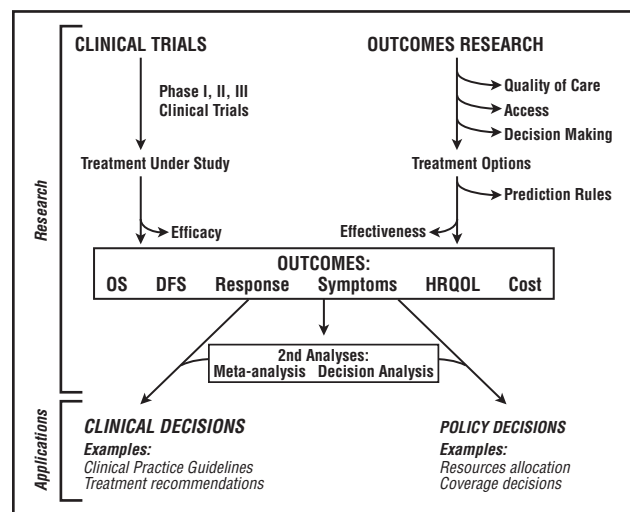 CLINICAL TRIALS
OUTCOMES RESEARCH
Phase I, II, III
Clinical Trials
Quality of Care
Access
Decision Making
Treatment Under Study
Treatment Options
Prediction Rules
Efficacy
Effectiveness
OUTCOMES:
OS DFS Response Symptoms HRQOL Cost
2nd Analyses:
Meta-analysis Decision Analysis
Research
CLINICAL DECISIONS
Examples:
Clinical Practice Guidelines
Treatment recommendations
POLICY DECISIONS
Examples:
Resources allocation
Coverage decisions
Applications